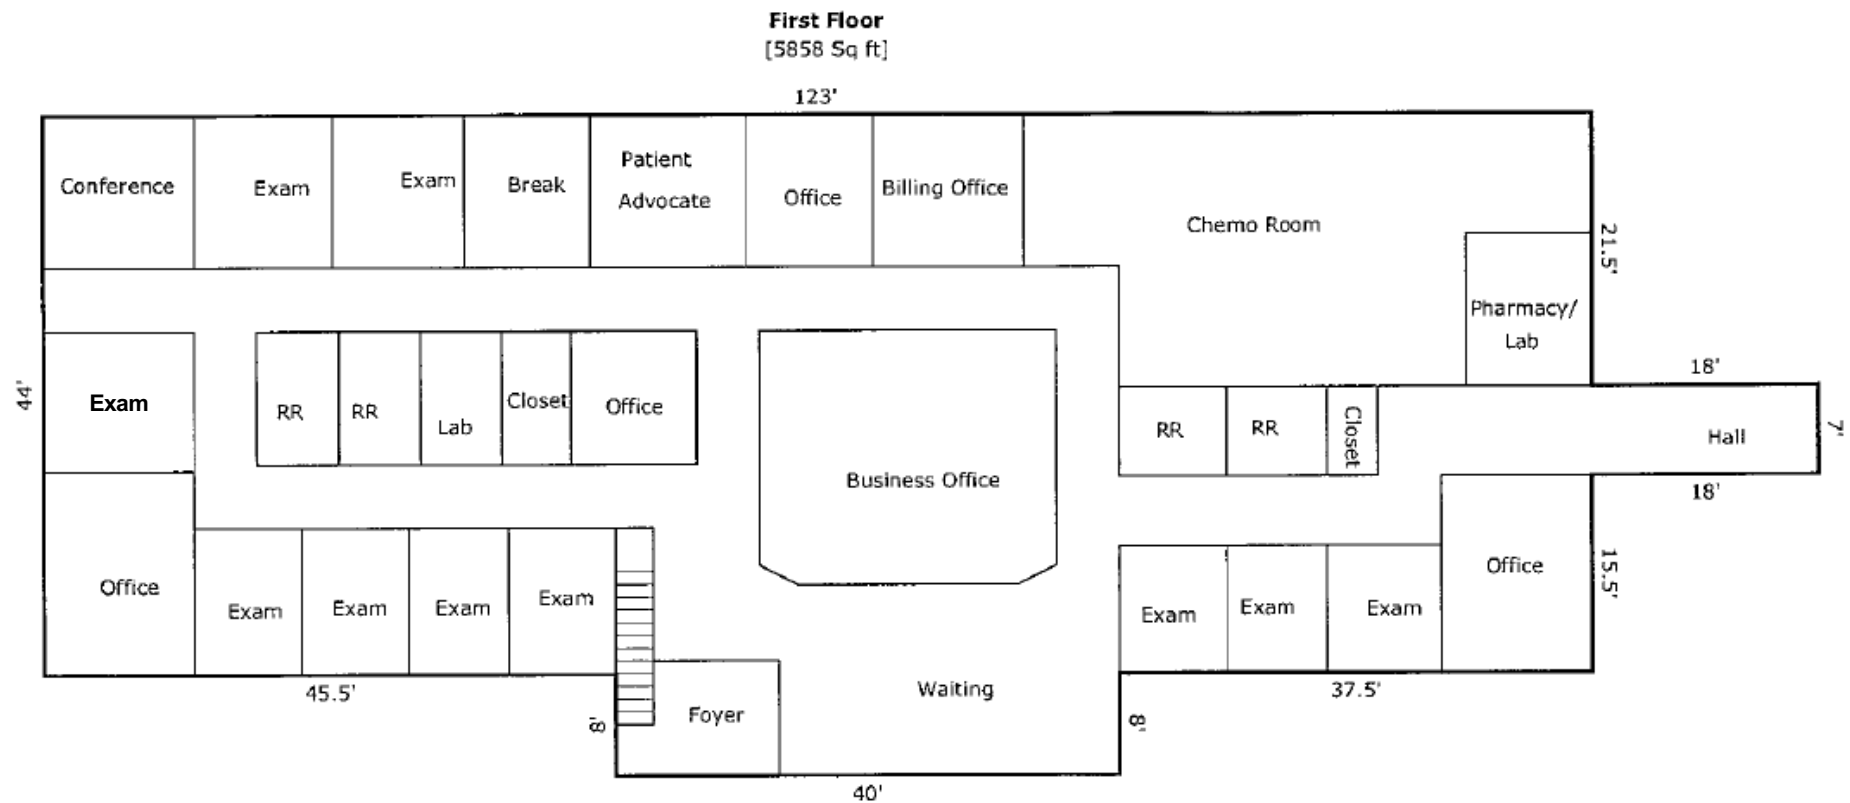 First Floor
[5858 Sq ft]
123'
Conference
Exam
Exam
Break
Patient
Advocate
Office
Billing Office
Chemo Room
21.5'
Pharmacy/
Lab
44'
Exam
RR
RR
Lab
Closet
Office
Business Office
RR
RR
Closet
18'
Hall
7'
18'
Office
Exam
Exam
Exam
Exam
Exam
Exam
Exam
Office
15.5'
45.5'
8'
Foyer
Waiting
8'
37.5'
40'